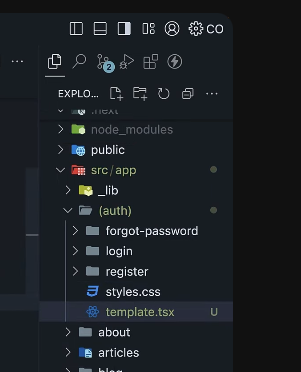 CO
2
EXPLO...
.next
node_modules
public
src/app
_lib
(auth)
forgot-password
login
register
styles.css
template.tsx U
about
articles
blog